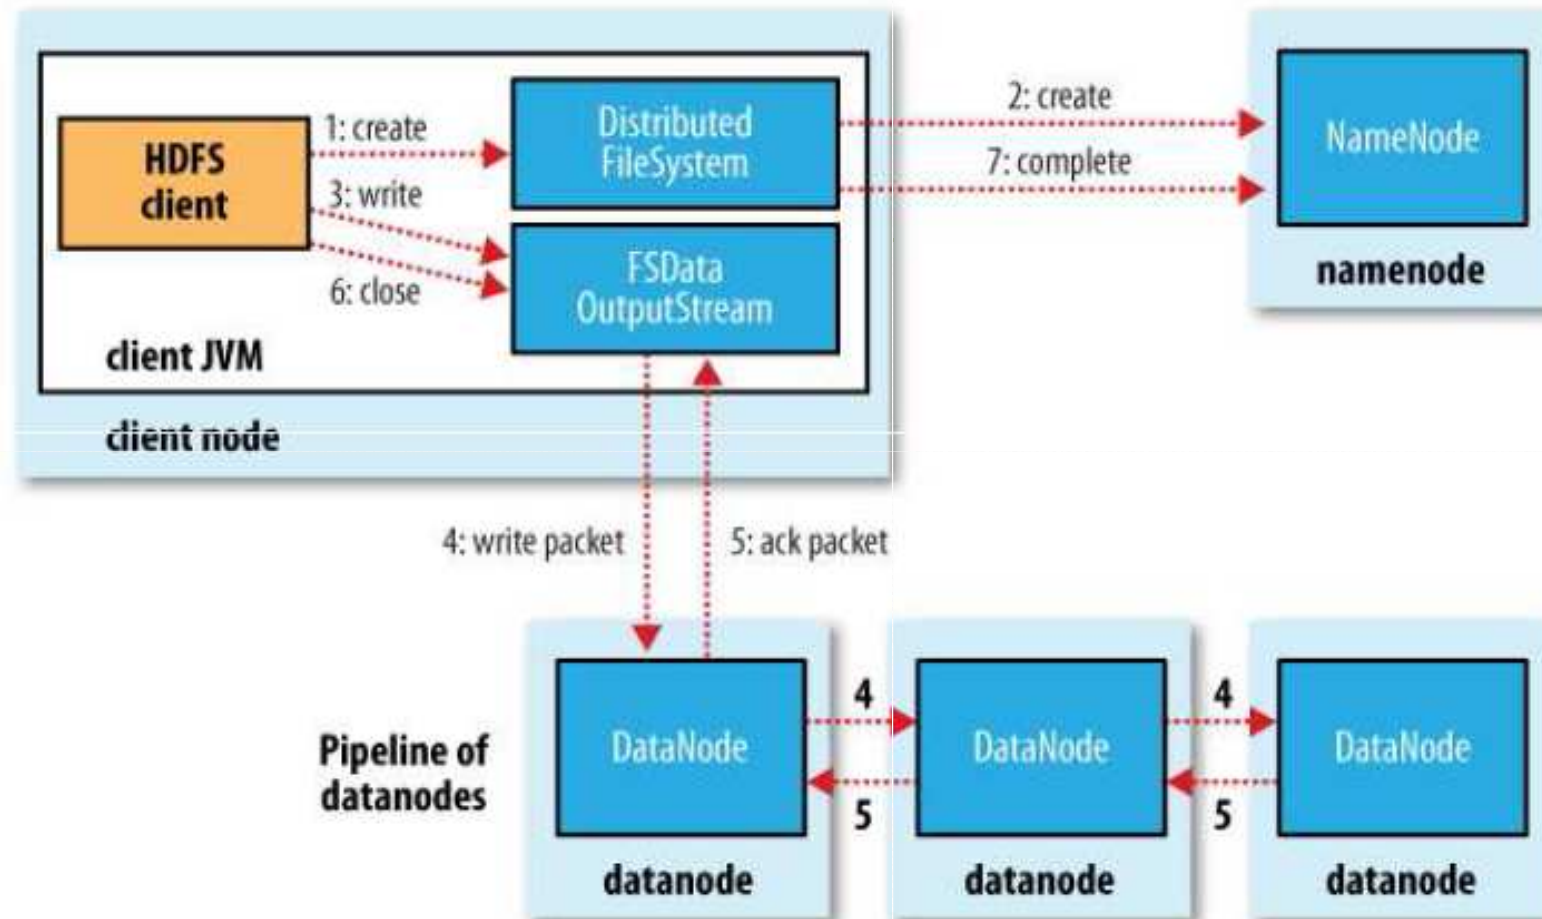 HDFS
client
1: create
3: write
6: close
Distributed
FileSystem
FSData
OutputStream
client JVM
client node
2: create
7: complete
NameNode
namenode
4: write packet
5: ack packet
Pipeline of
datanodes
DataNode
datanode
4
5
DataNode
datanode
4
5
DataNode
datanode